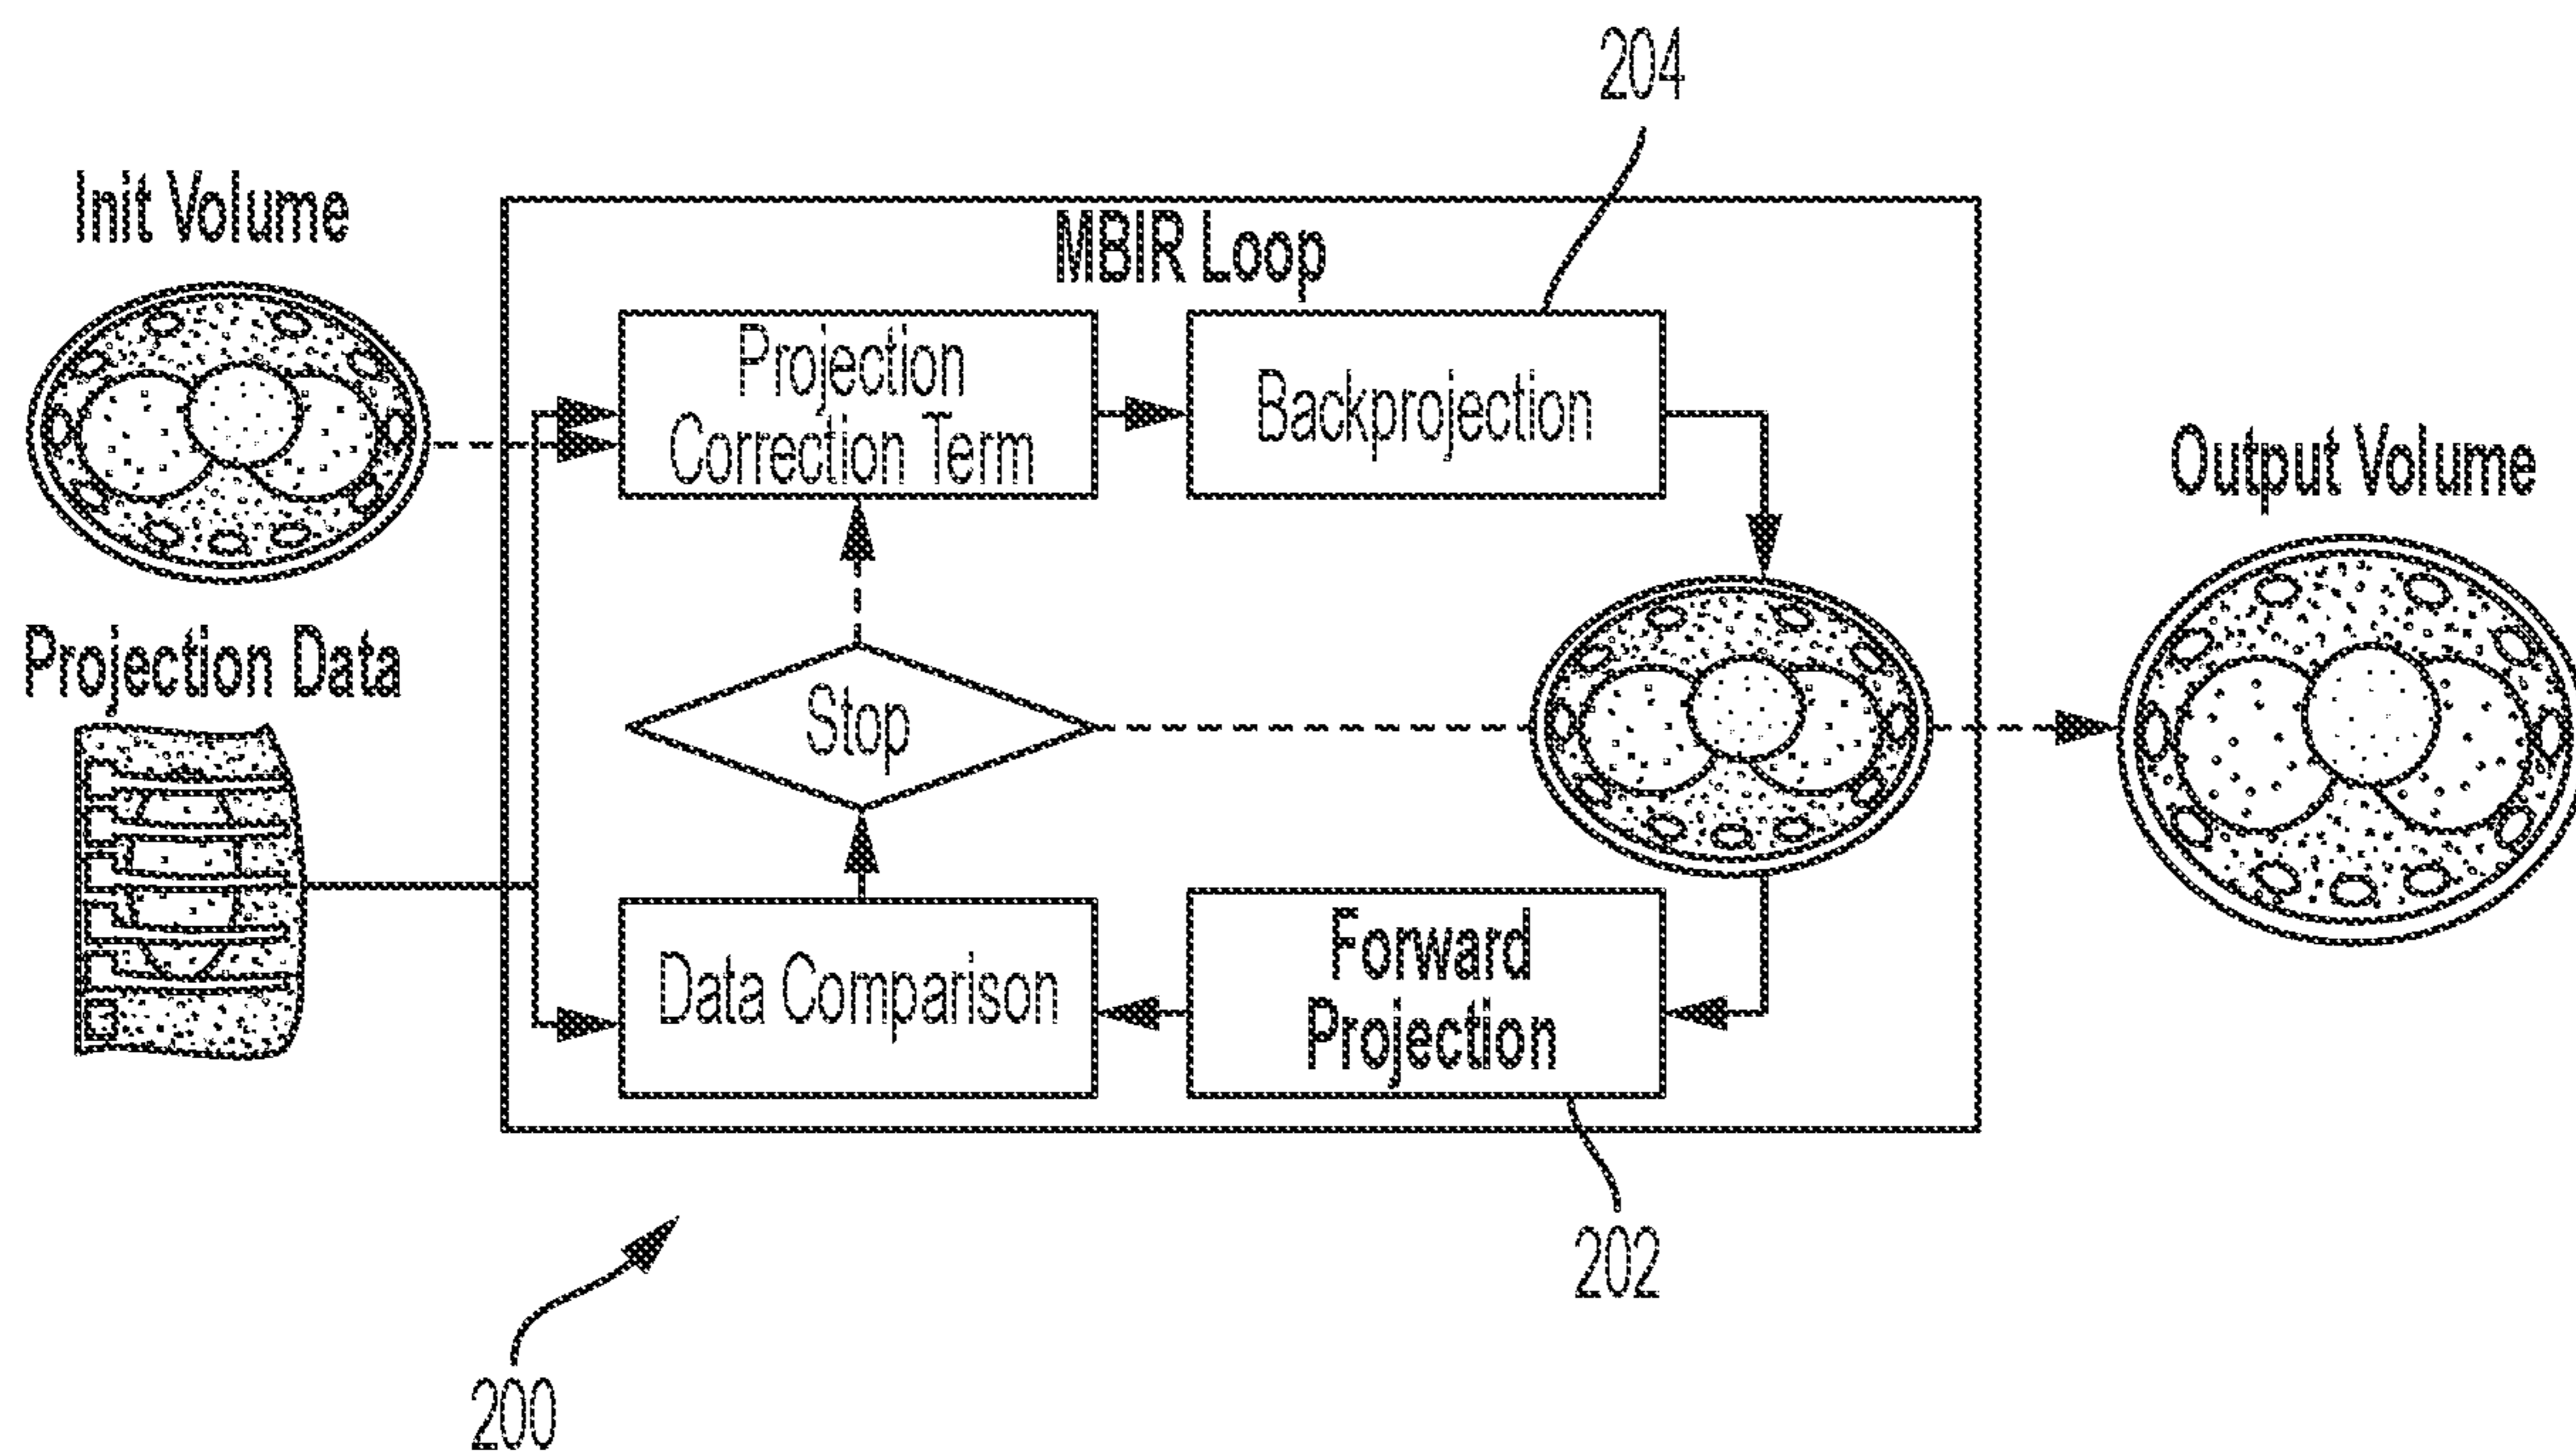 204
Init Volume
MBIR Loop
Projection
Correction Term
Backprojection
Output Volume
Projection Data
Stop
Data Comparison
Forward
Projection
202
200